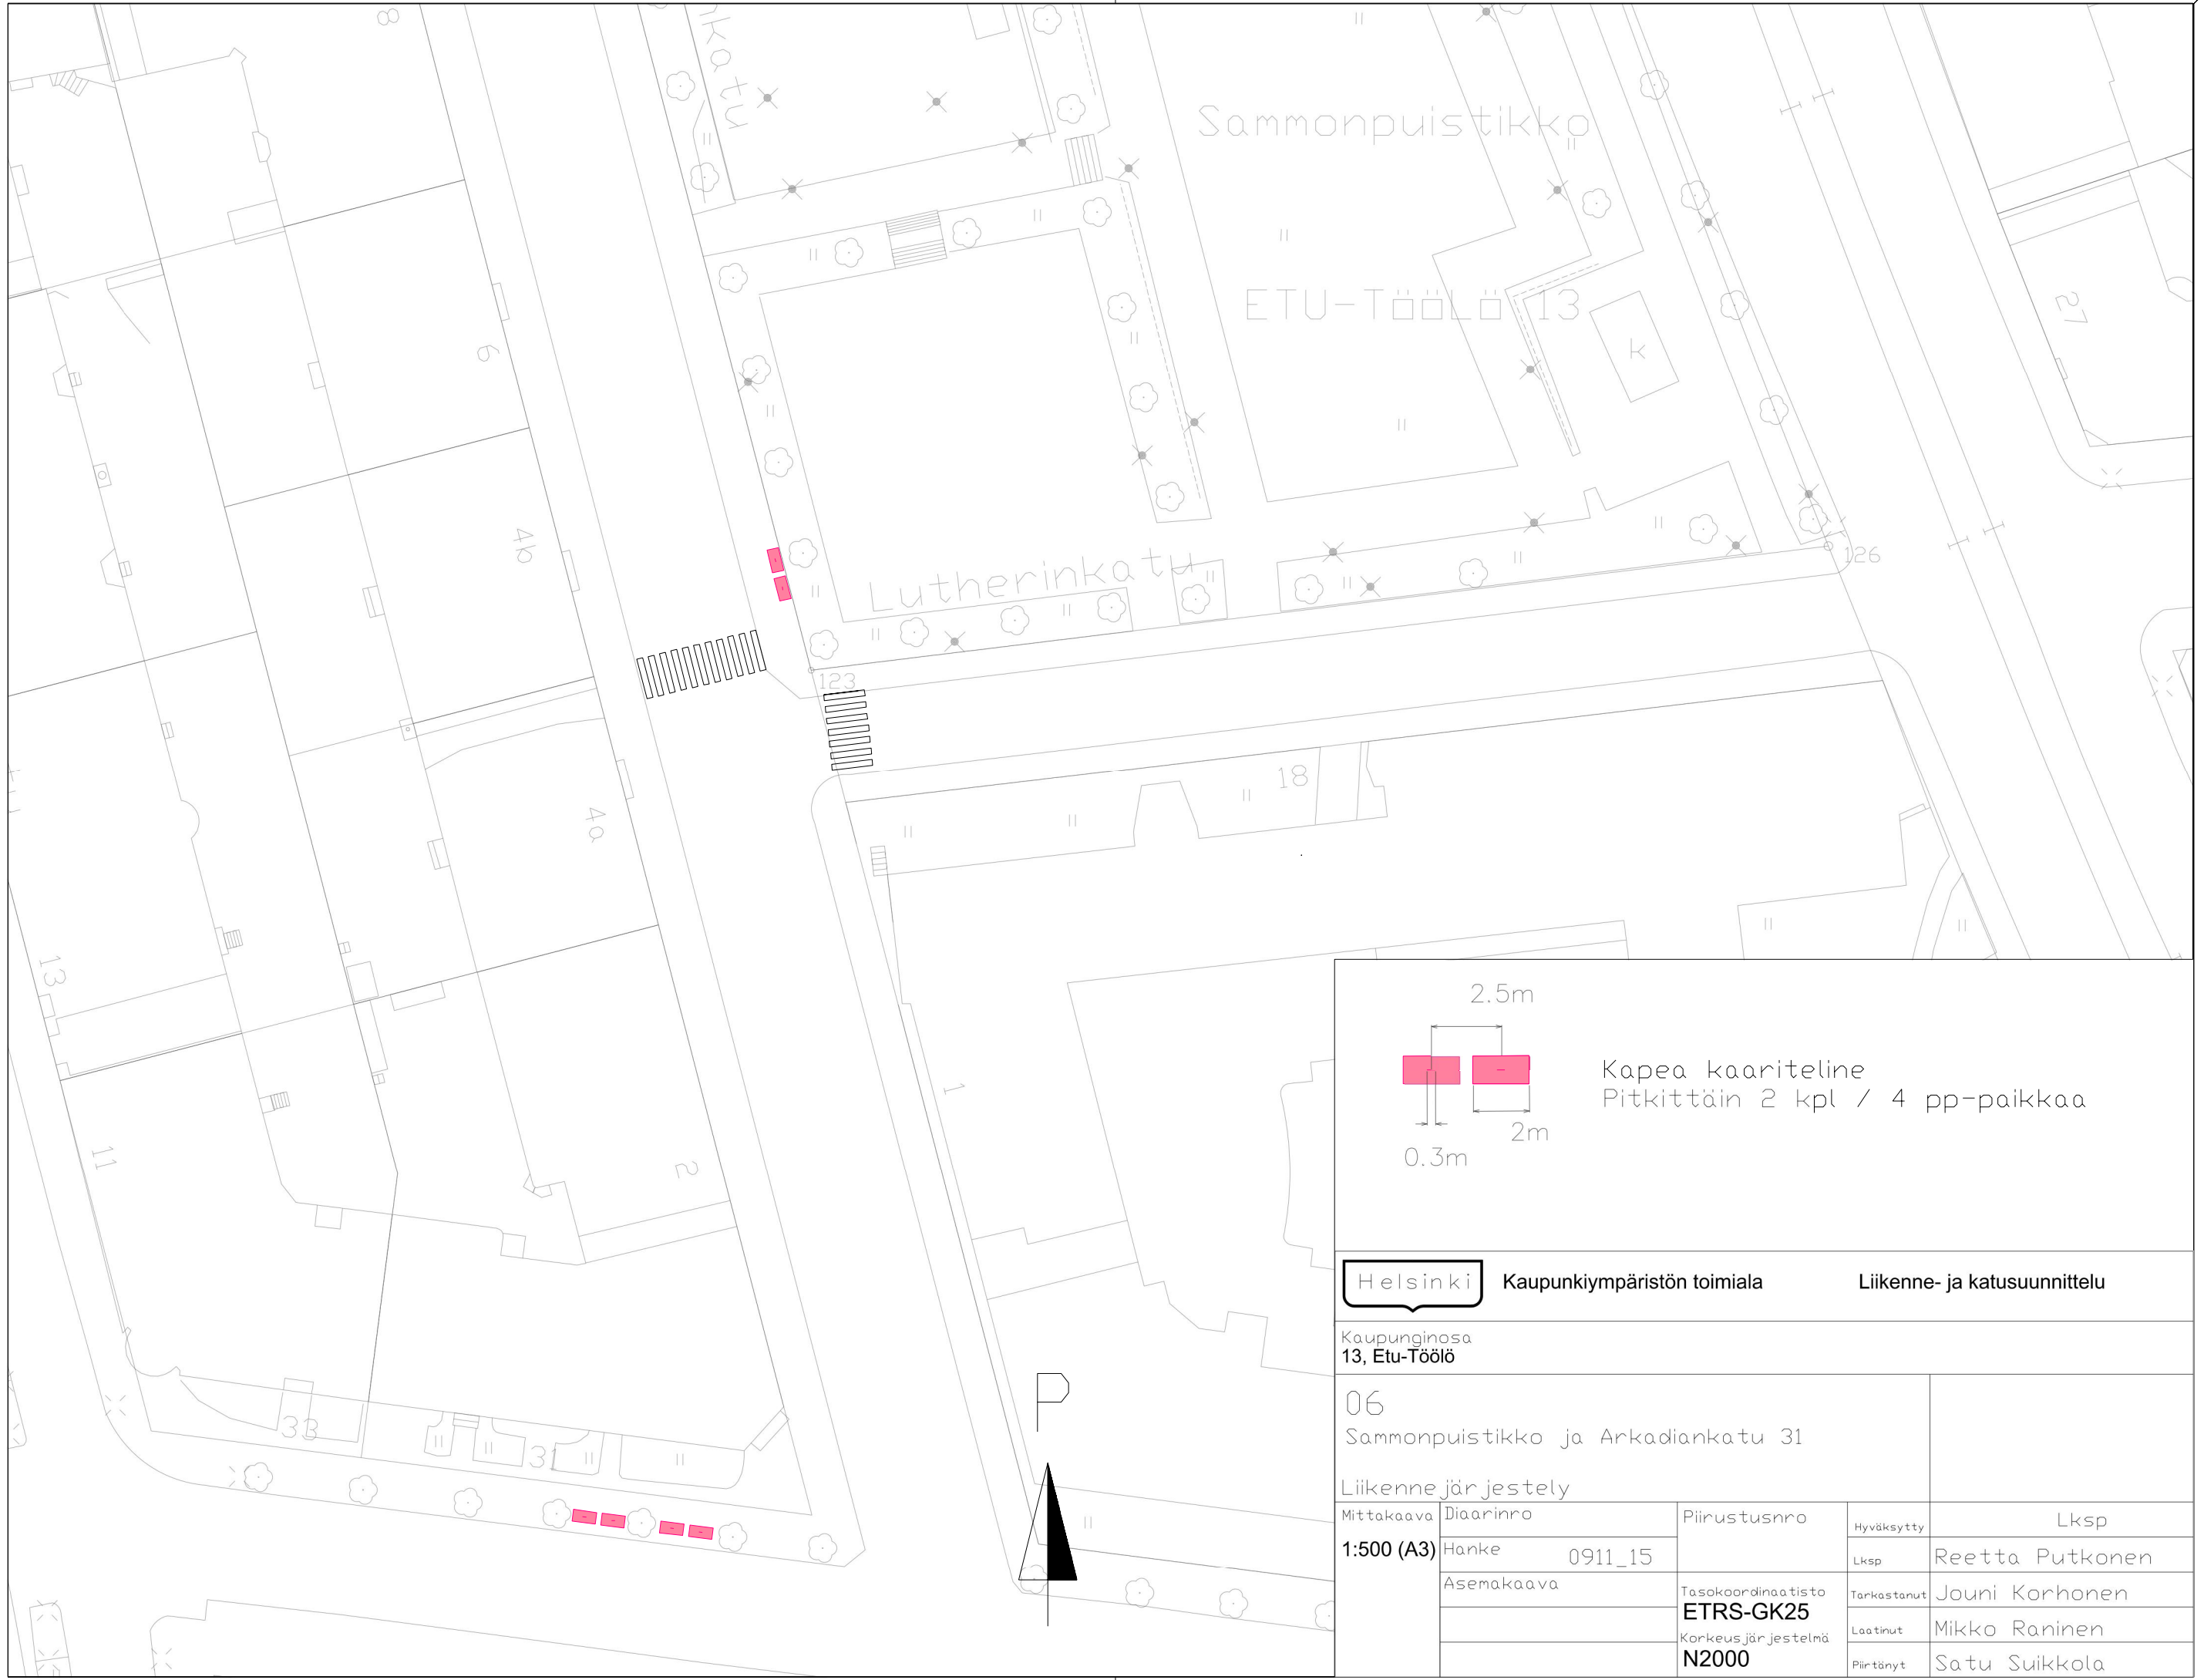 8
nkatu
Sammonpuistikko
ETU-TÖÖLÖ 13
27
k
6
4b
Lutherinkatu
126
123
18
4a
13
1
11
2
33
31
P
2.5m
Kapea kaariteline
Pitkittäin 2 kpl / 4 pp-paikkaa
2m
0.3m
Helsinki
Kaupunkiympäristön toimiala
Liikenne- ja katusuunnittelu
Kaupunginosa
13, Etu-Töölö
06
Sammonpuistikko ja Arkadiankatu 31
Liikennejärjestely
Mittakaava
1:500 (A3)
Diaarinro
Hanke 0911_15
Asemakaava
Piirustusnro
Tasokoordinaatisto
ETRS-GK25
Korkeusjärjestelmä
N2000
Hyväksytty Lksp
Lksp Reetta Putkonen
Tarkastanut Jouni Korhonen
Laatinut Mikko Raninen
Piirtänyt Satu Suikkola